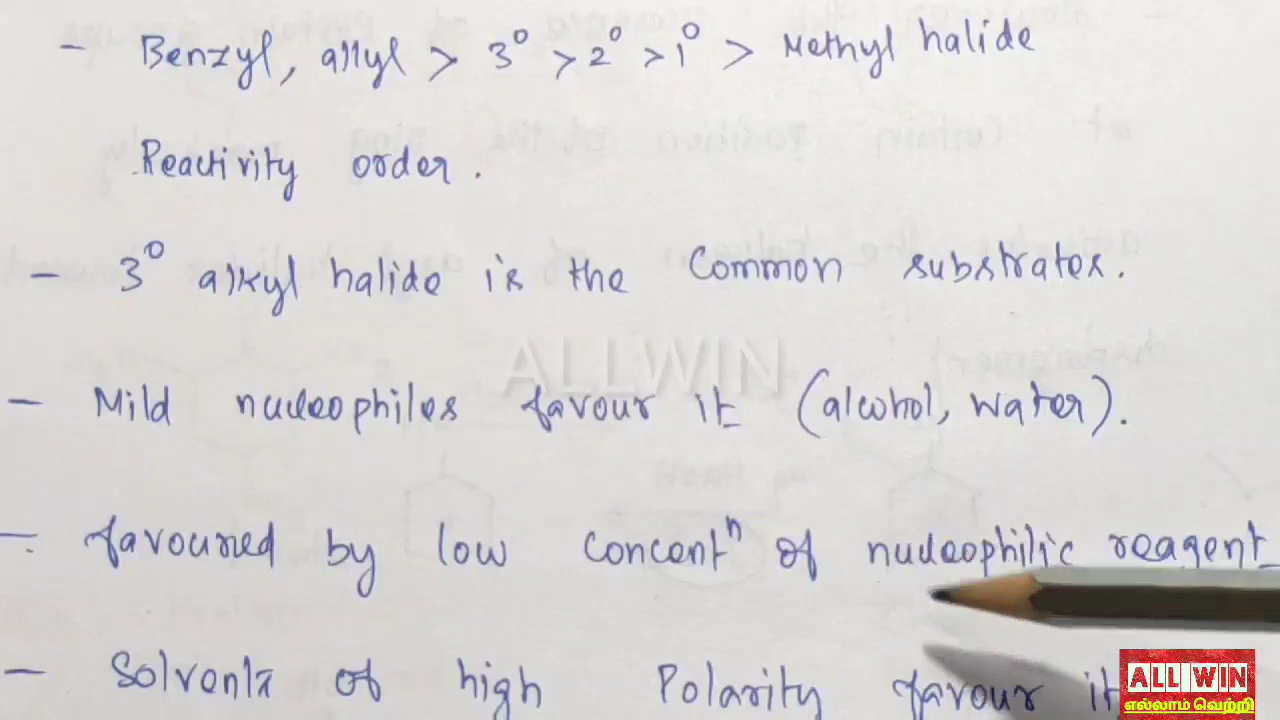 - Benzyl, allyl > 3° > 2° > 1° > Methyl halide
Reactivity order.
- 3° alkyl halide is the Common substrates.
ALLWIN
- Mild nucleophiles favour it (alcohol, water).
- favoured by low concentⁿ of nucleophilic reagent
- Solvents of high Polarity favour it
ALL WIN
எல்லாம் வெற்றி